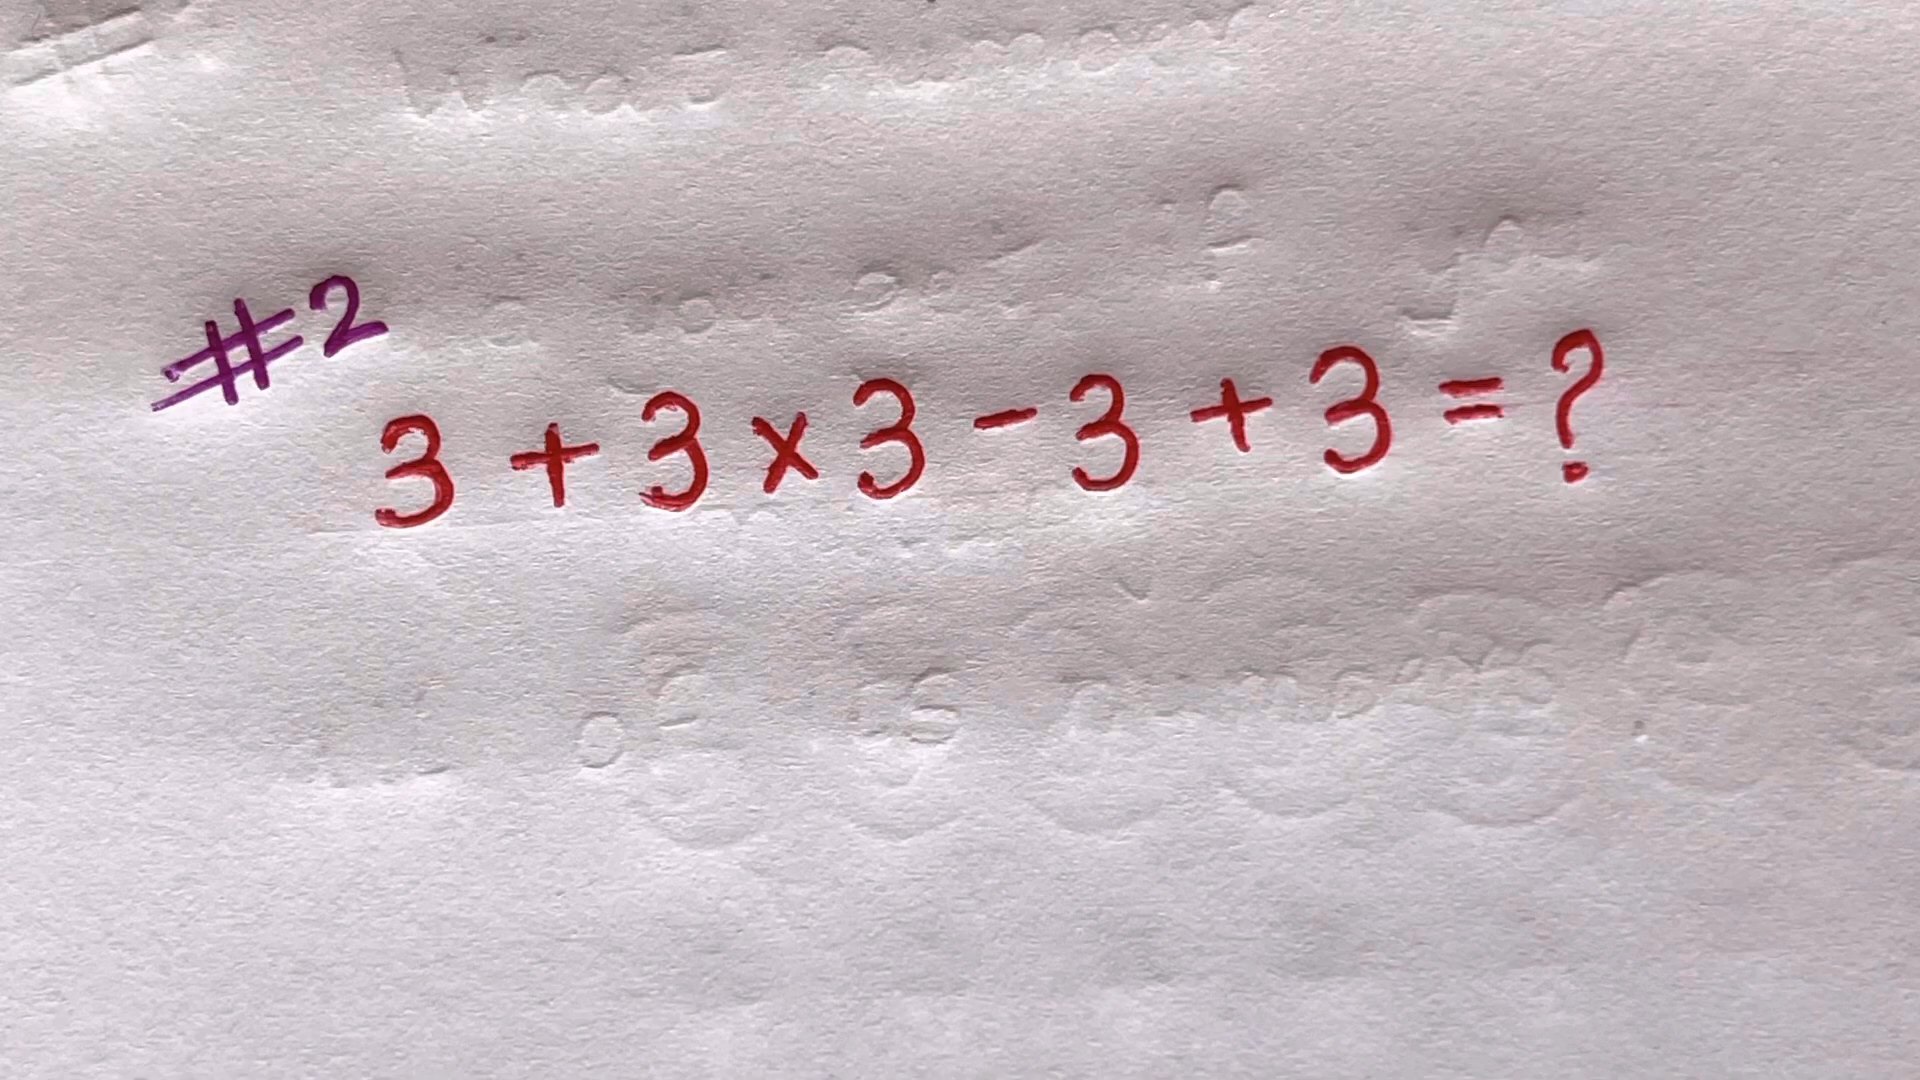 #2
3 + 3 × 3 - 3 + 3 = ?